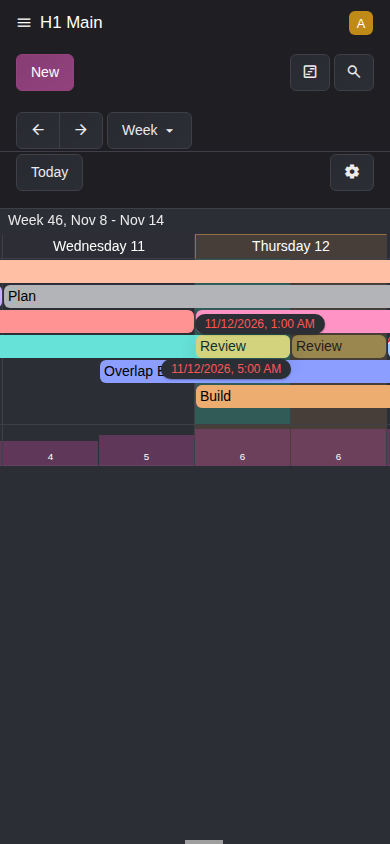 H1 Main
A
New
Week
Today
Week 46, Nov 8 - Nov 14
Wednesday 11
Thursday 12
Plan
11/12/2026, 1:00 AM
Review
Review
11/12/2026, 5:00 AM
Build
4
5
6
6